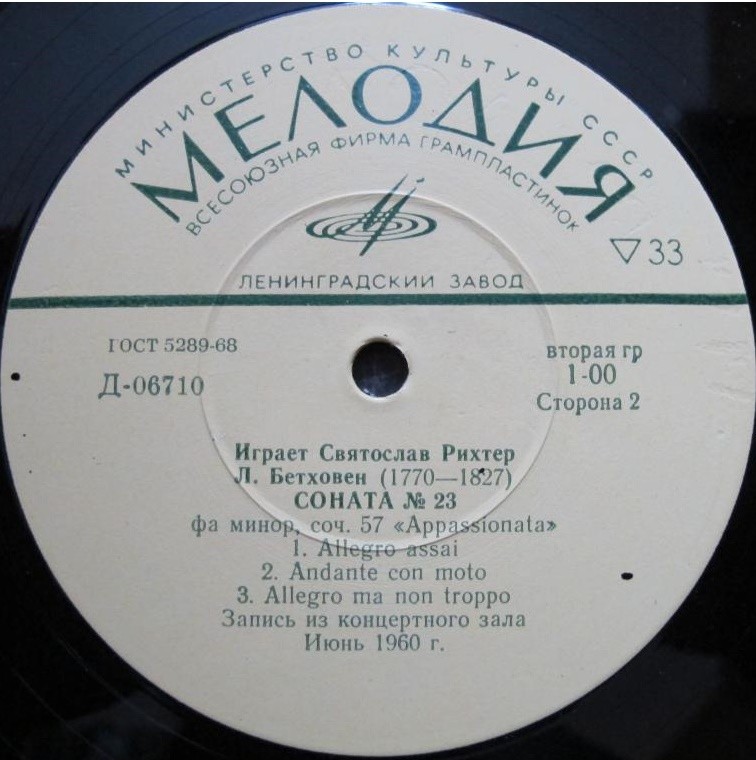 МИНИСТЕРСТВО КУЛЬТУРЫ СССР
МЕЛОДИЯ
ВСЕСОЮЗНАЯ ФИРМА ГРАМПЛАСТИНОК
33
ЛЕНИНГРАДСКИЙ ЗАВОД
ГОСТ 5289-68
Д-06710
вторая гр
1-00
Сторона 2
Играет Святослав Рихтер
Л. Бетховен (1770—1827)
СОНАТА № 23
фа минор, соч. 57 «Appassionata»
1. Allegro assai
2. Andante con moto
3. Allegro ma non troppo
Запись из концертного зала
Июнь 1960 г.